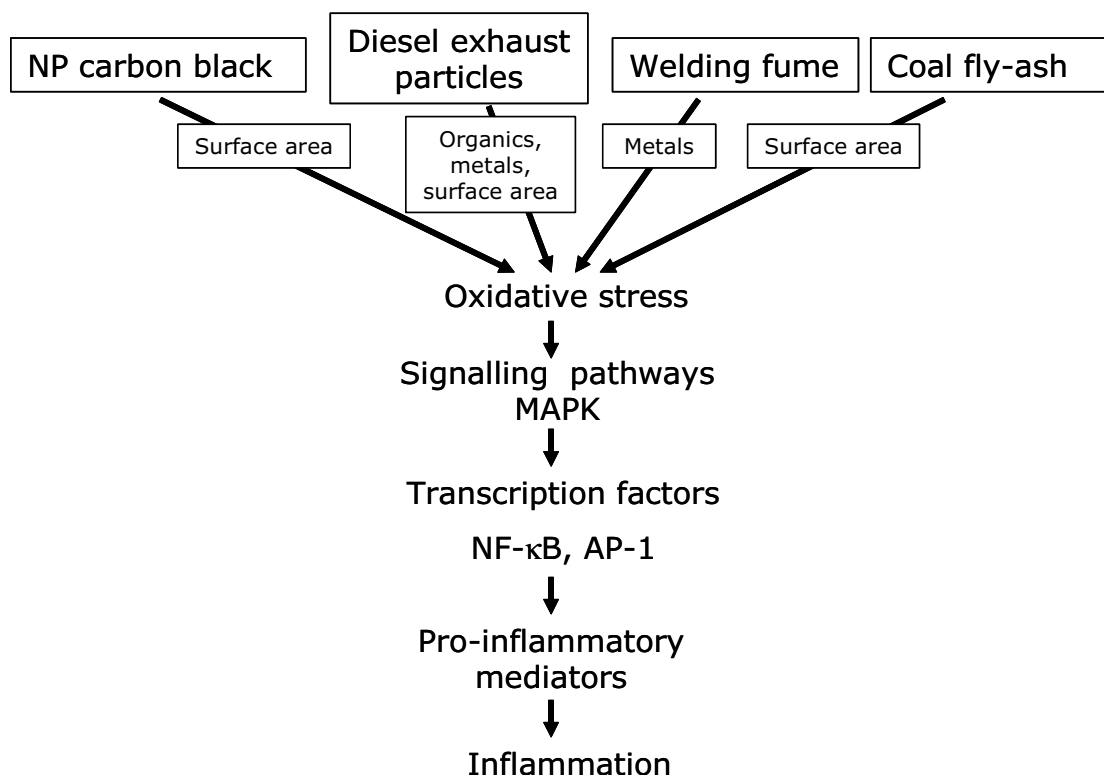 NP carbon black
Diesel exhaust
particles
Welding fume
Coal fly-ash
Surface area
Organics,
metals,
surface area
Metals
Surface area
Oxidative stress
Signalling pathways
MAPK
Transcription factors
NF-κB, AP-1
Pro-inflammatory
mediators
Inflammation